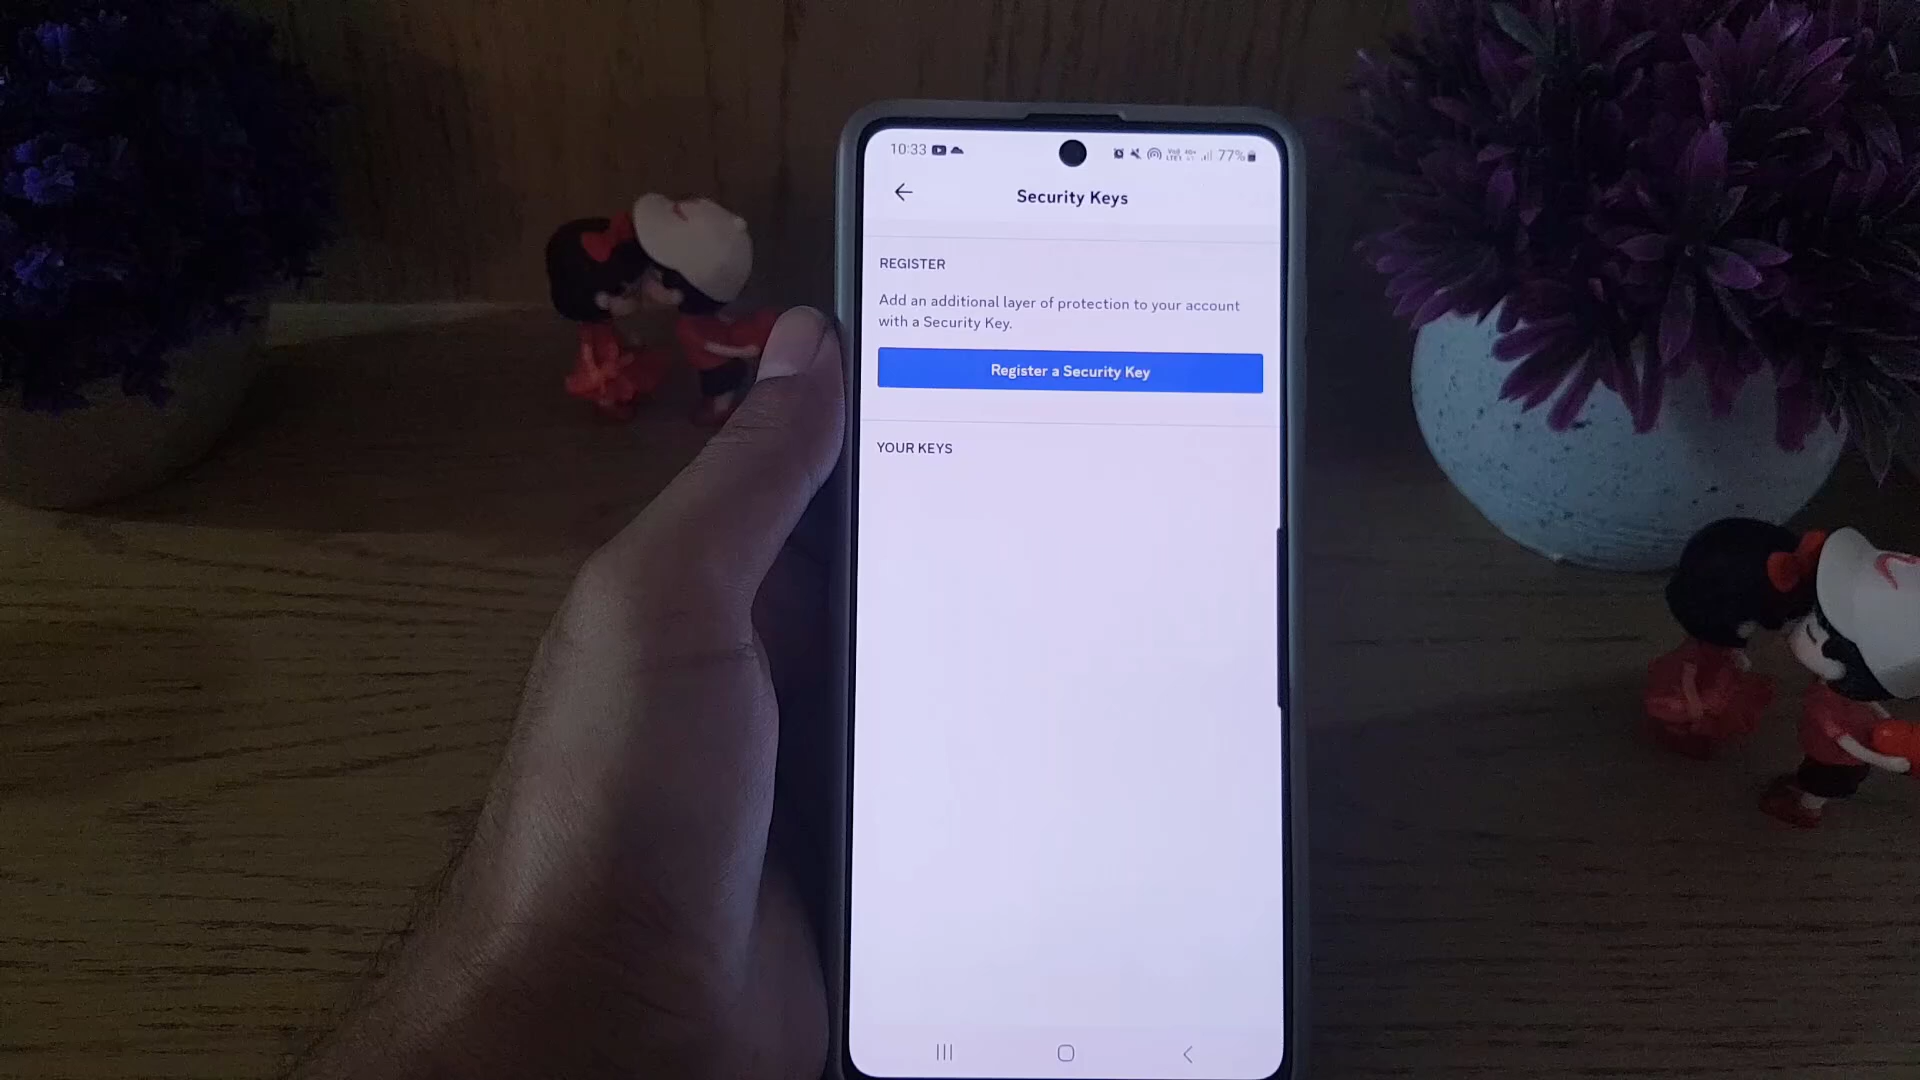 10:33
77%
Security Keys
REGISTER
Add an additional layer of protection to your account
with a Security Key.
Register a Security Key
YOUR KEYS